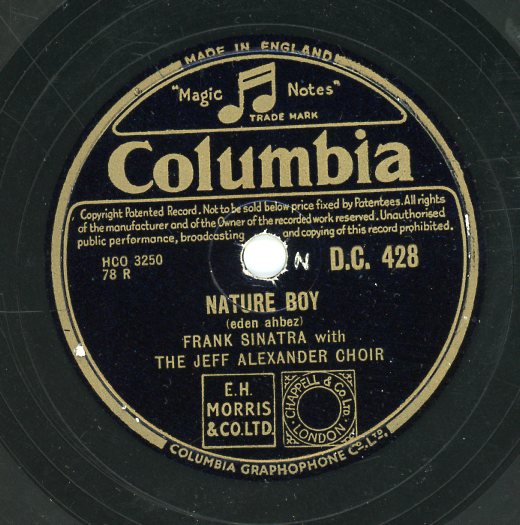 MADE IN ENGLAND
"Magic Notes"
TRADE MARK
Columbia
Copyright Patented Record. Not to be sold below price fixed by Patentees. All rights
of the manufacturer and of the Owner of the recorded work reserved. Unauthorised
public performance, broadcasting and copying of this record prohibited.
HCO 3250
78 R
N
D.C. 428
NATURE BOY
(eden ahbez)
FRANK SINATRA with
THE JEFF ALEXANDER CHOIR
E.H.
MORRIS
& CO. LTD.
CHAPPELL & Co LTD
LONDON
COLUMBIA GRAPHOPHONE Co. LTD.